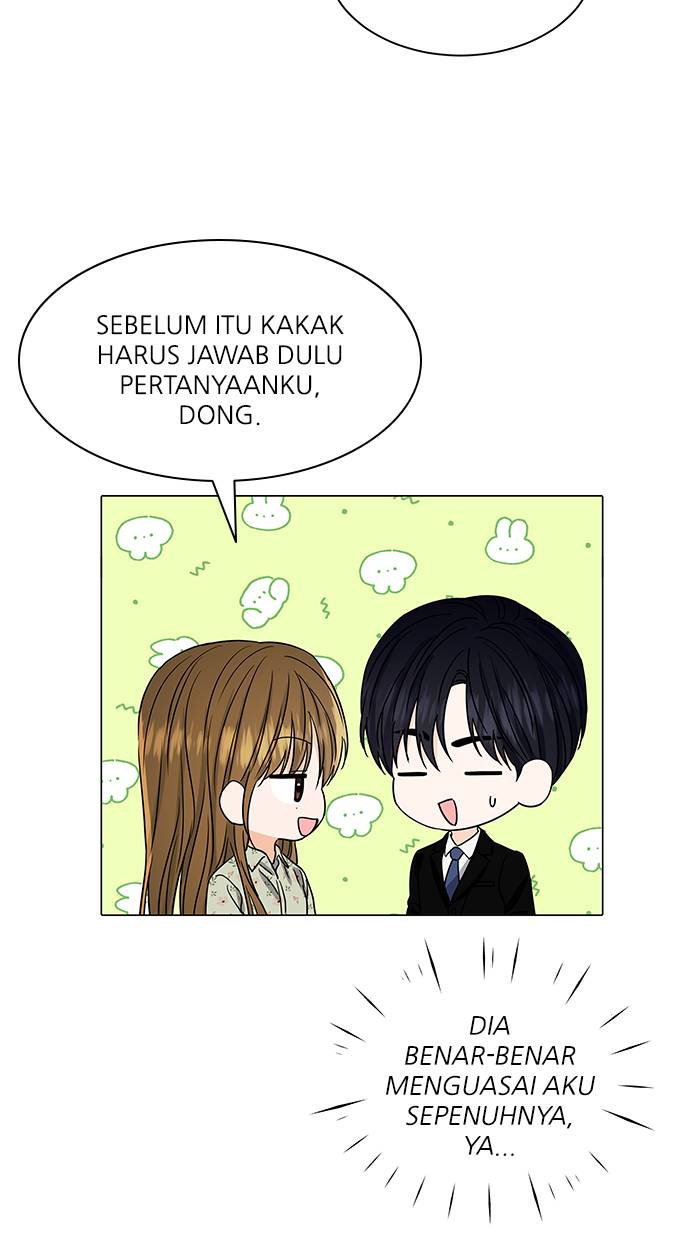 SEBELUM ITU KAKAK
HARUS JAWAB DULU
PERTANYAANKU,
DONG.
DIA
BENAR-BENAR
MENGUASAI AKU
SEPENUHNYA,
YA...